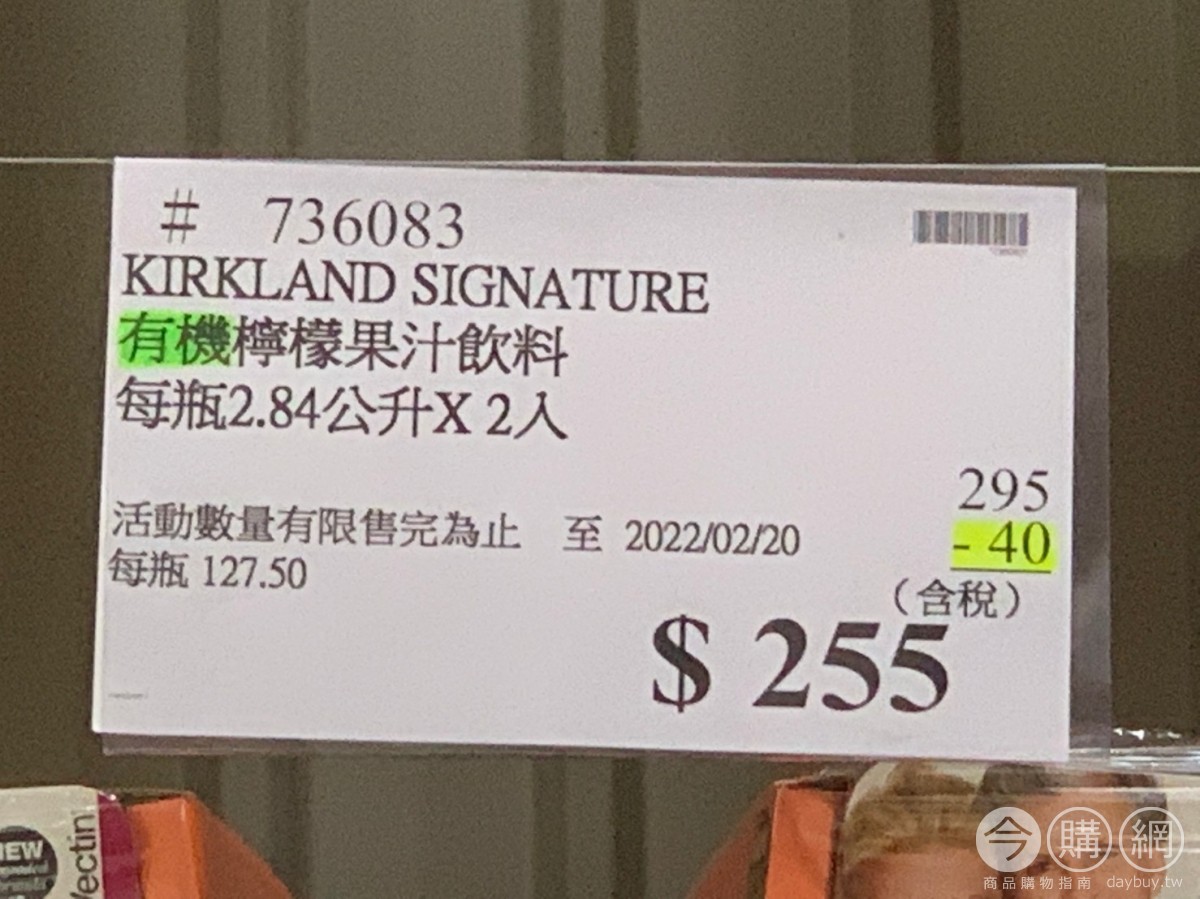 # 736083
KIRKLAND SIGNATURE
有機檸檬果汁飲料
每瓶2.84公升X 2入
295
活動數量有限售完為止 至 2022/02/20
- 40
每瓶 127.50
（含稅）
$ 255
NEW
Vectin
今購網
商品購物指南 daybuy.tw